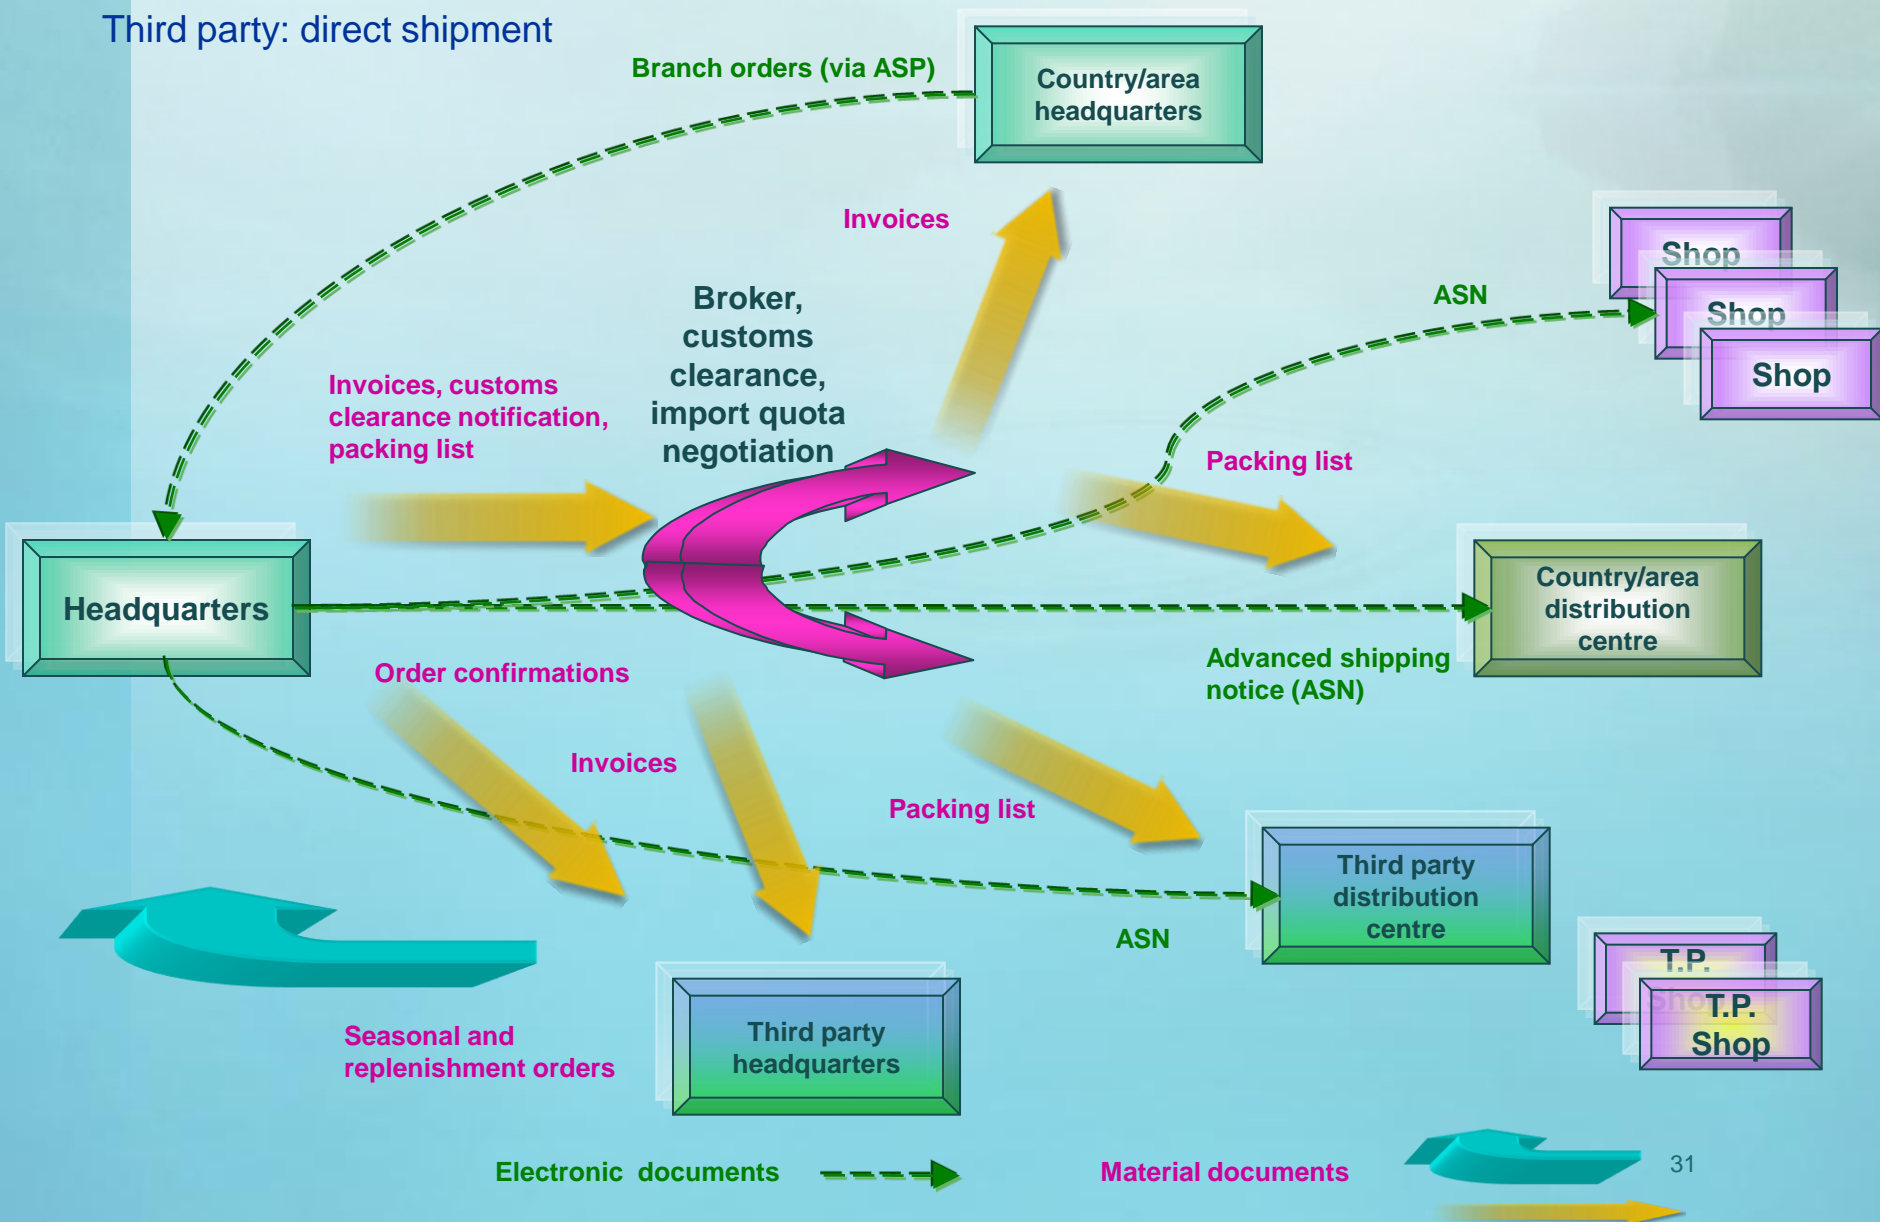 Third party: direct shipment
Branch orders (via ASP)
Country/area
headquarters
Invoices
Shop
Shop
Shop
ASN
Broker,
customs
clearance,
import quota
negotiation
Invoices, customs
clearance notification,
packing list
Packing list
Headquarters
Country/area
distribution
centre
Order confirmations
Advanced shipping
notice (ASN)
Invoices
Packing list
Third party
distribution
centre
ASN
T.P.
Shop
T.P.
Shop
Seasonal and
replenishment orders
Third party
headquarters
Electronic documents
Material documents
31